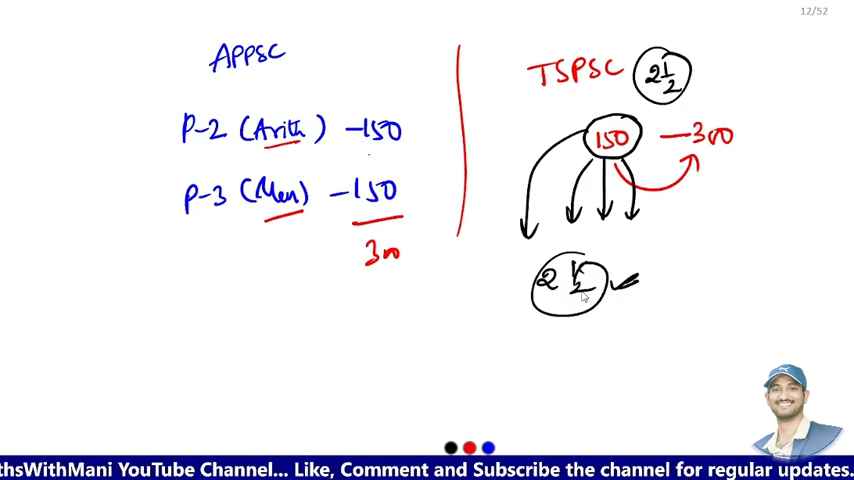 12/52
APPSC
P-2 (Arith) -150
P-3 (Men) -150
300
TSPSC 2 1/2
150 - 300
2 1/2
thsWithMani YouTube Channel... Like, Comment and Subscribe the channel for regular updates.